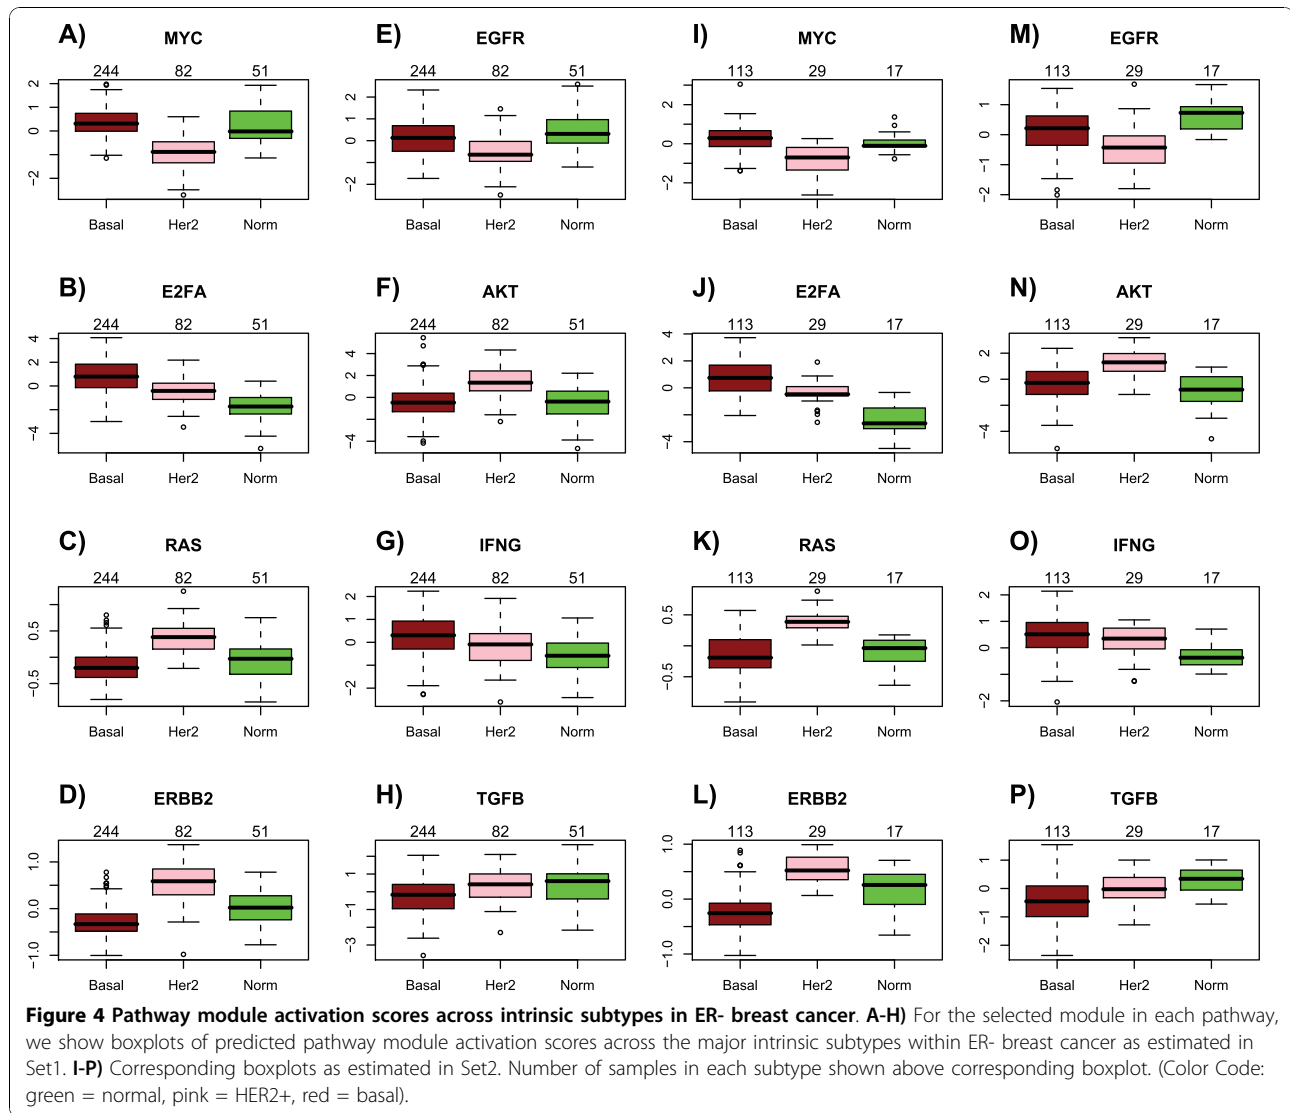 A) MYC
244 82 51
2
1
0
−2
Basal Her2 Norm
E) EGFR
244 82 51
2
0
−2
Basal Her2 Norm
I) MYC
113 29 17
2
0
−2
Basal Her2 Norm
M) EGFR
113 29 17
1
0
−1
−2
Basal Her2 Norm
B) E2FA
244 82 51
4
2
0
−4
Basal Her2 Norm
F) AKT
244 82 51
4
2
0
−4
Basal Her2 Norm
J) E2FA
113 29 17
4
2
0
−4
Basal Her2 Norm
N) AKT
113 29 17
2
0
−4
Basal Her2 Norm
C) RAS
244 82 51
0.5
−0.5
Basal Her2 Norm
G) IFNG
244 82 51
2
1
0
−2
Basal Her2 Norm
K) RAS
113 29 17
0.5
−0.5
Basal Her2 Norm
O) IFNG
113 29 17
2
1
0
−2
Basal Her2 Norm
D) ERBB2
244 82 51
1.0
0.0
−1.0
Basal Her2 Norm
H) TGFB
244 82 51
1
−1
−3
Basal Her2 Norm
L) ERBB2
113 29 17
1.0
0.0
−1.0
Basal Her2 Norm
P) TGFB
113 29 17
1
0
−1
−2
Basal Her2 Norm
Figure 4 Pathway module activation scores across intrinsic subtypes in ER- breast cancer. A-H) For the selected module in each pathway,
we show boxplots of predicted pathway module activation scores across the major intrinsic subtypes within ER- breast cancer as estimated in
Set1. I-P) Corresponding boxplots as estimated in Set2. Number of samples in each subtype shown above corresponding boxplot. (Color Code:
green = normal, pink = HER2+, red = basal).